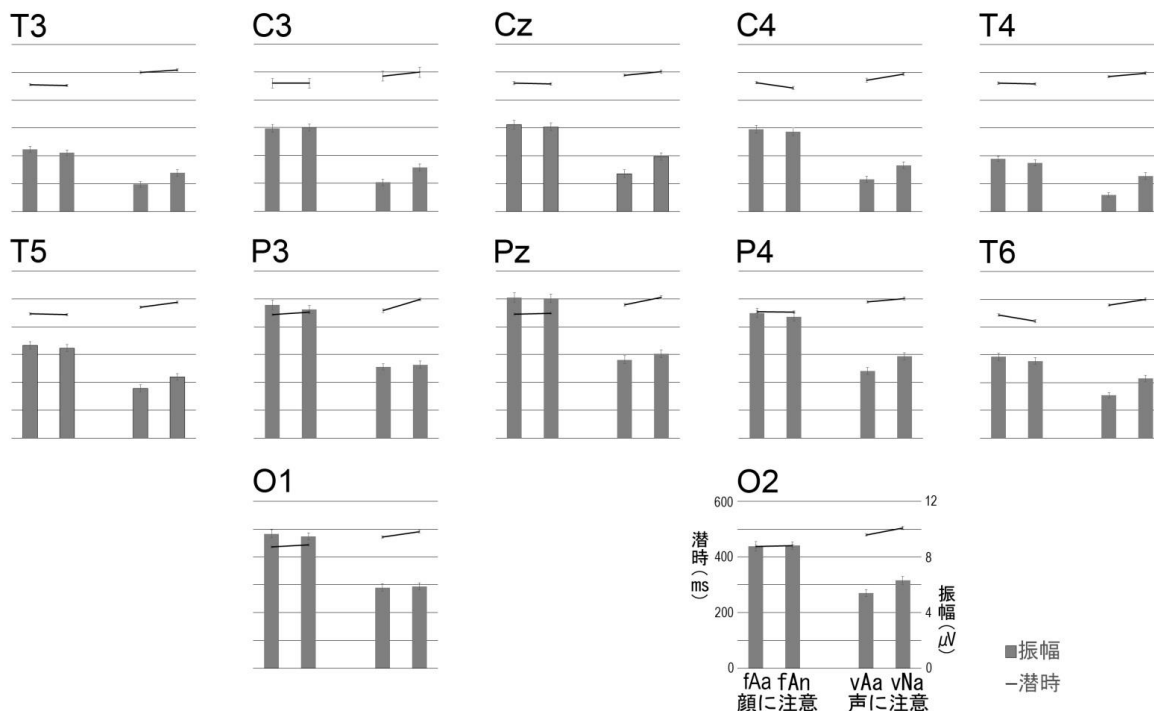 T3
C3
Cz
C4
T4
T5
P3
Pz
P4
T6
O1
O2
600
400
200
0
潜時(ms)
12
8
4
0
振幅(μV)
fAa fAn
顔に注意
vAa vNa
声に注意
振幅
潜時